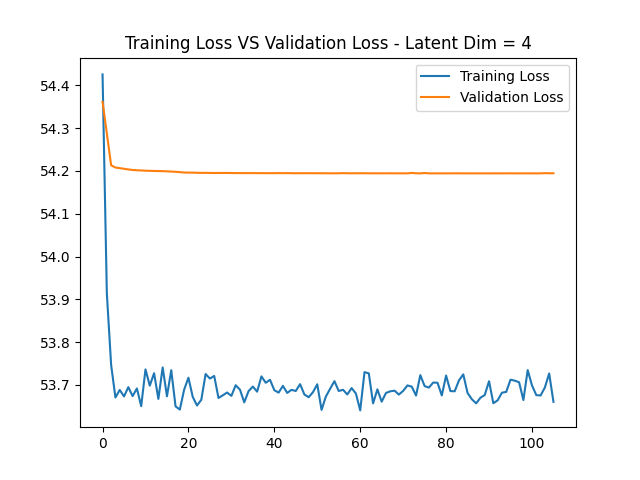 Training Loss VS Validation Loss - Latent Dim = 4
Training Loss
Validation Loss
54.4
54.3
54.2
54.1
54.0
53.9
53.8
53.7
0 20 40 60 80 100